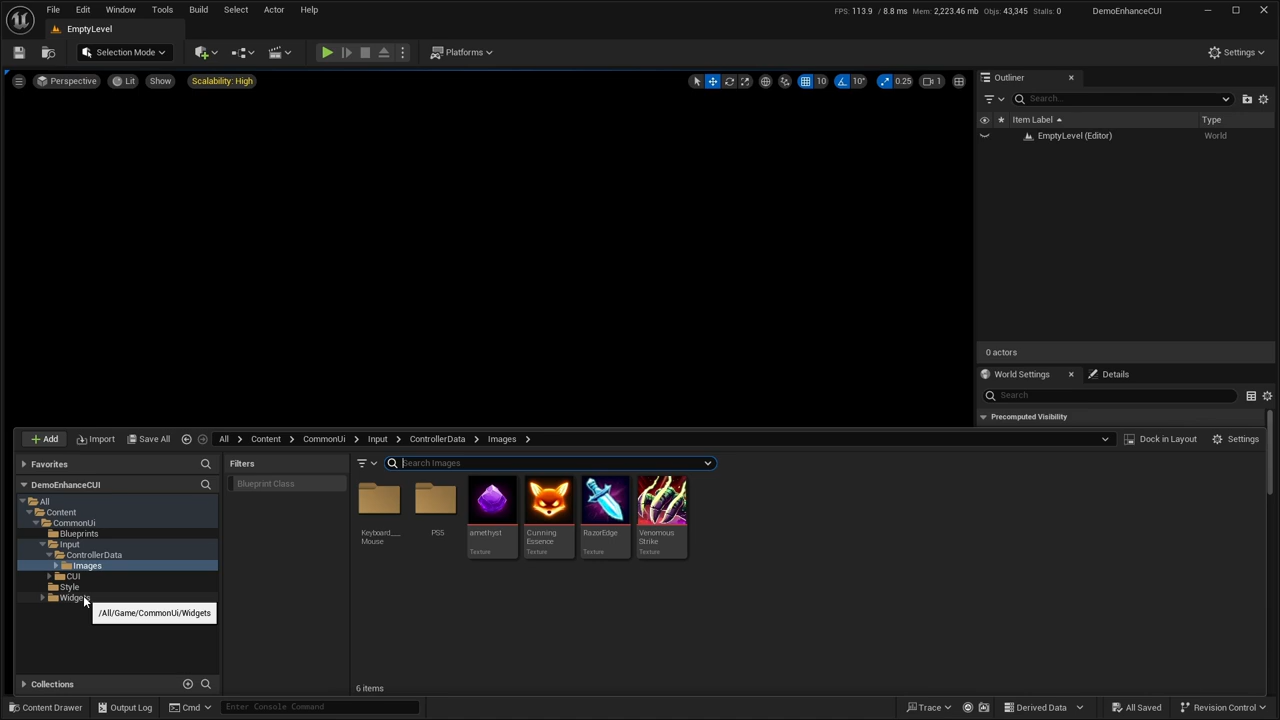 File Edit Window Tools Build Select Actor Help
FPS: 113.9 / 8.8 ms Mem: 2,223.46 mb Objs: 43,345 Stalls: 0 DemoEnhanceCUI
EmptyLevel
Selection Mode Platforms Settings
Perspective Lit Show Scalability: High 10 10° 0.25 1
Outliner
Search...
Item Label Type
EmptyLevel (Editor) World
0 actors
World Settings Details
Search
Precomputed Visibility
Add Import Save All All Content CommonUi Input ControllerData Images Dock in Layout Settings
Favorites
Filters
Search Images
DemoEnhanceCUI
Blueprint Class
All
Content
CommonUi
Blueprints
Input
ControllerData
Images
CUI
Style
Widgets
/All/Game/CommonUi/Widgets
Keyboard__
Mouse
PS5
amethyst
Texture
Cunning
Essence
Texture
RazorEdge
Texture
Venomous
Strike
Texture
Collections
6 items
Content Drawer Output Log Cmd Enter Console Command Trace Derived Data All Saved Revision Control